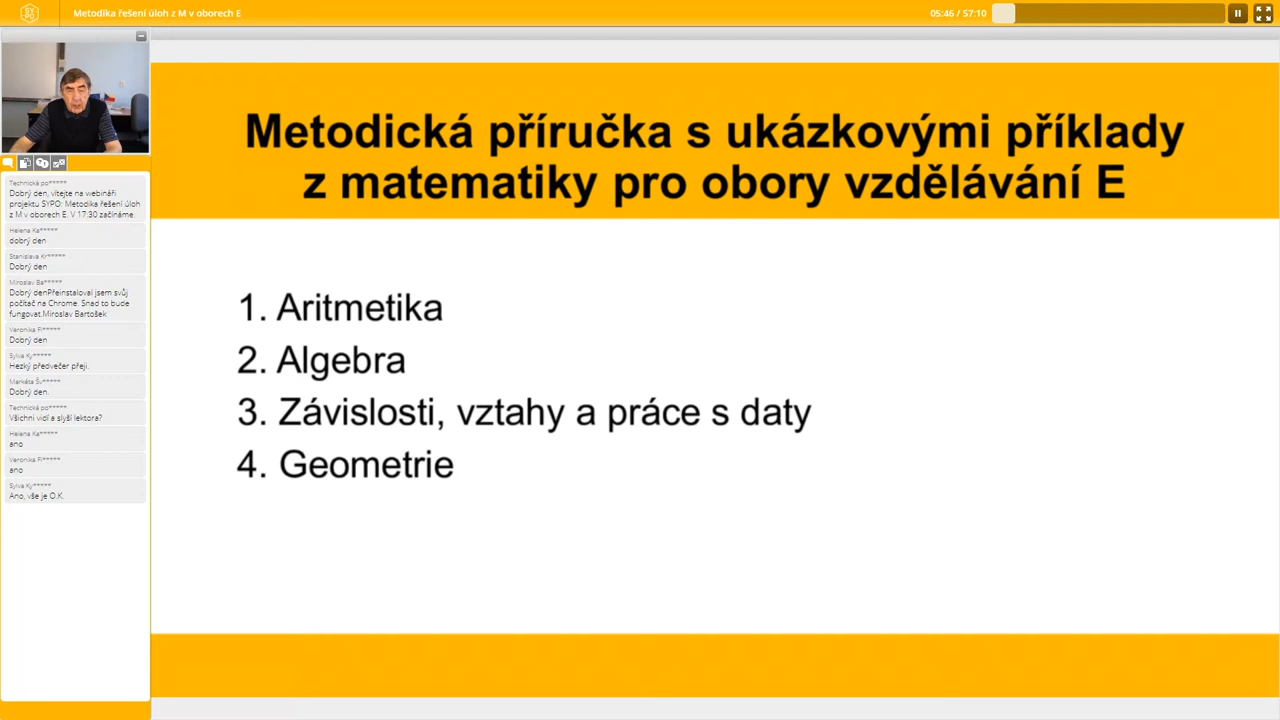 SYPO
Metodika řešení úloh z M v oborech E
05:46 / 57:10
Metodická příručka s ukázkovými příklady
z matematiky pro obory vzdělávání E
1. Aritmetika
2. Algebra
3. Závislosti, vztahy a práce s daty
4. Geometrie
Technická po*****
Dobrý den, vítejte na webináři
projektu SYPO: Metodika řešení úloh
z M v oborech E. V 17:30 začínáme.
Helena Ka*****
dobrý den
Stanislava Kr*****
Dobrý den
Miroslav Ba*****
Dobrý denPřeinstaloval jsem svůj
počítač na Chrome. Snad to bude
fungovat.Miroslav Bartošek
Veronika Fi*****
Dobrý den
Sylva Ky*****
Hezký předvečer přeji.
Markéta Šv*****
Dobrý den.
Technická po*****
Všichni vidí a slyší lektora?
Helena Ka*****
ano
Veronika Fi*****
ano
Sylva Ky*****
Ano, vše je O.K.